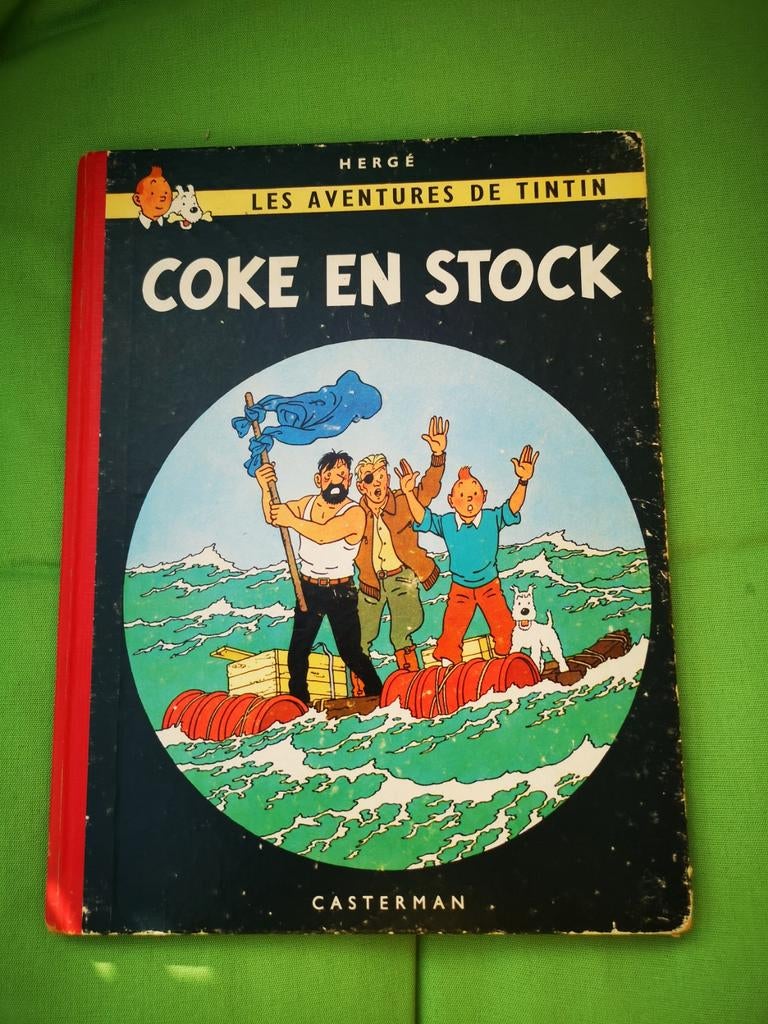 HERGÉ
LES AVENTURES DE TINTIN
COKE EN STOCK
CASTERMAN